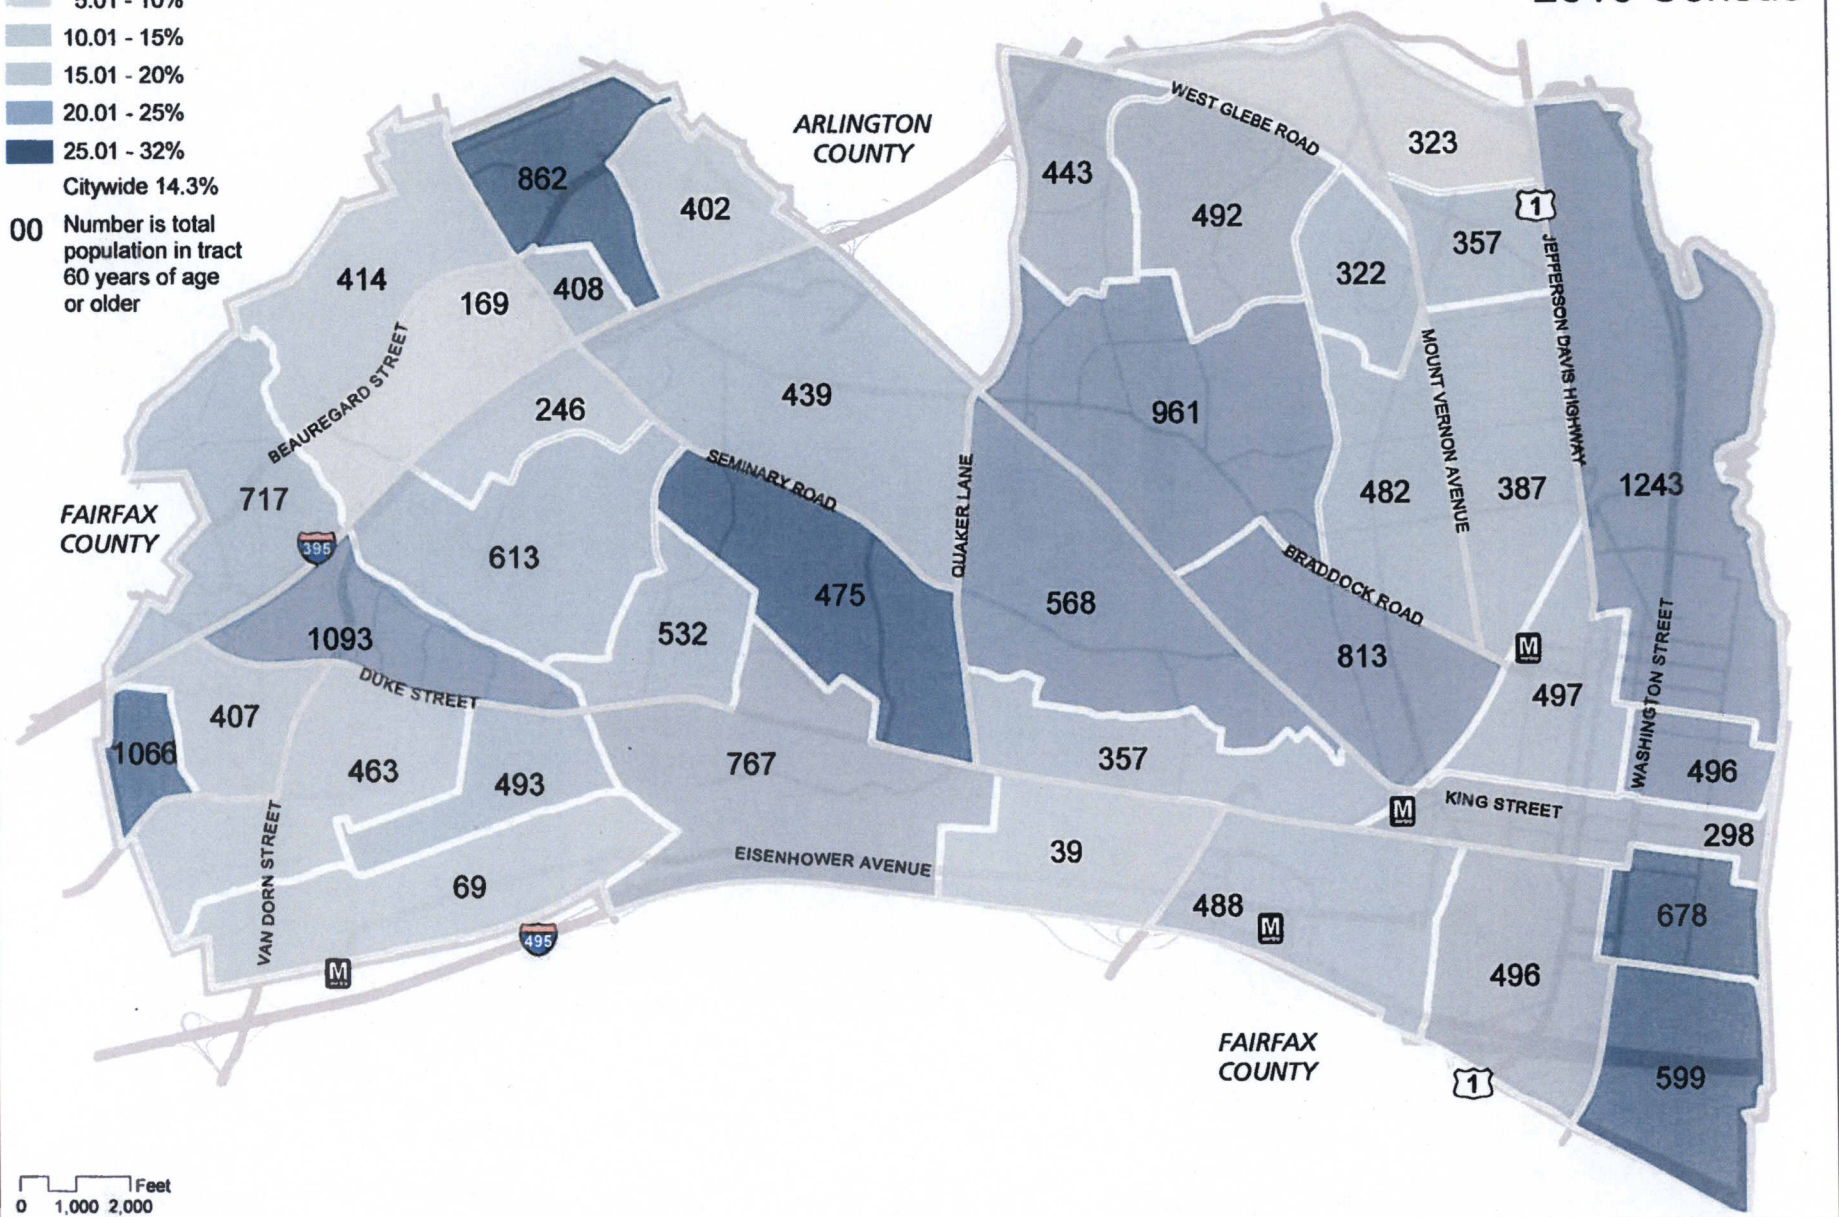 5.01 - 10%
10.01 - 15%
15.01 - 20%
20.01 - 25%
25.01 - 32%
Citywide 14.3%
00 Number is total
population in tract
60 years of age
or older
ARLINGTON
COUNTY
WEST GLEBE ROAD
323
443
862
402
492
1
357
322
414
169
408
JEFFERSON DAVIS HIGHWAY
BEAUREGARD STREET
246
439
961
MOUNT VERNON AVENUE
SEMINARY ROAD
QUAKER LANE
482
387
1243
717
FAIRFAX
COUNTY
395
613
475
568
BRADDOCK ROAD
1093
532
813
M
497
WASHINGTON STREET
DUKE STREET
407
1066
463
493
767
357
496
M
KING STREET
298
VAN DORN STREET
EISENHOWER AVENUE
39
69
488
M
678
495
M
496
FAIRFAX
COUNTY
1
599
Feet
0 1,000 2,000